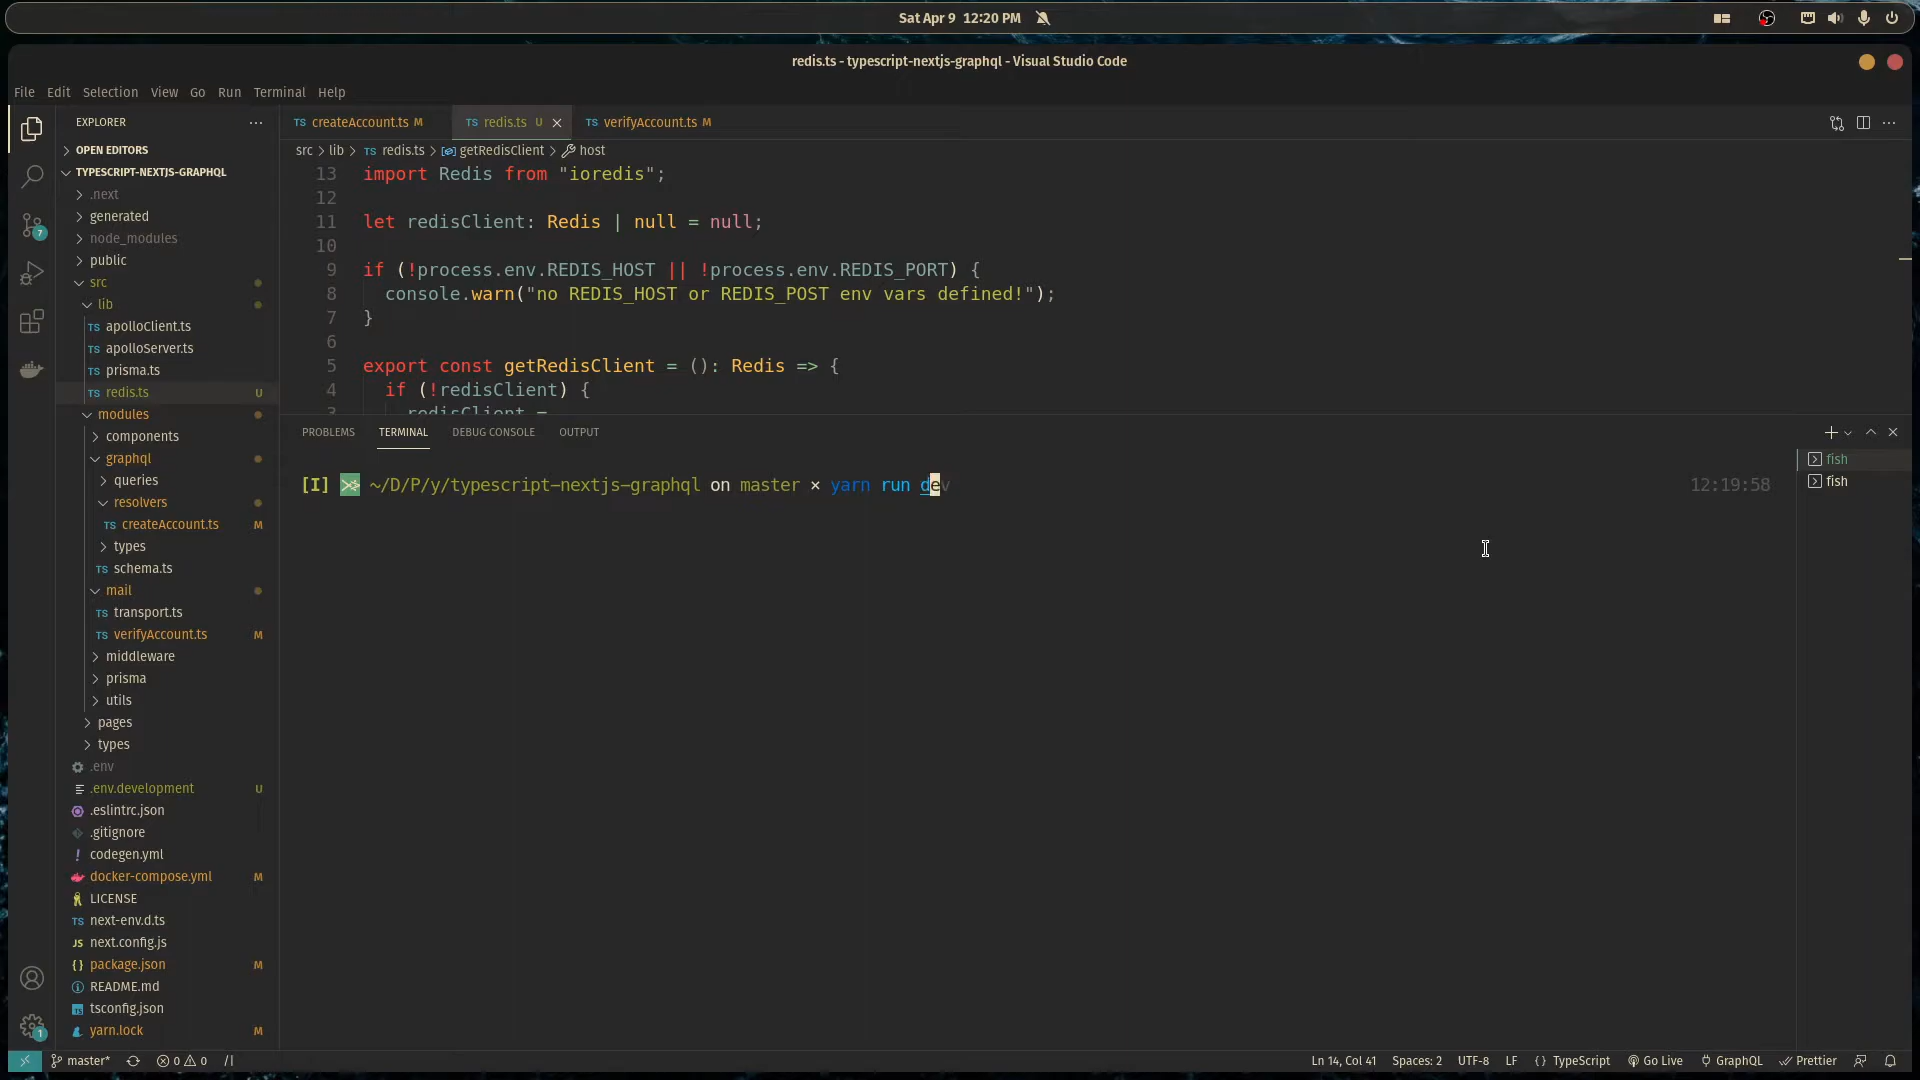 Sat Apr 9 12:20 PM
redis.ts - typescript-nextjs-graphql - Visual Studio Code
File Edit Selection View Go Run Terminal Help
EXPLORER
OPEN EDITORS
TYPESCRIPT-NEXTJS-GRAPHQL
.next
generated
node_modules
public
src
lib
TS apolloClient.ts
TS apolloServer.ts
TS prisma.ts
TS redis.ts U
modules
components
graphql
queries
resolvers
TS createAccount.ts M
types
TS schema.ts
mail
TS transport.ts
TS verifyAccount.ts M
middleware
prisma
utils
pages
types
.env
.env.development U
.eslintrc.json
.gitignore
! codegen.yml
docker-compose.yml M
LICENSE
TS next-env.d.ts
JS next.config.js
{} package.json M
README.md
tsconfig.json
yarn.lock M
7
1
TS createAccount.ts M TS redis.ts U TS verifyAccount.ts M
src > lib > TS redis.ts > getRedisClient > host
13 import Redis from "ioredis";
12
11 let redisClient: Redis | null = null;
10
9 if (!process.env.REDIS_HOST || !process.env.REDIS_PORT) {
8 console.warn("no REDIS_HOST or REDIS_POST env vars defined!");
7 }
6
5 export const getRedisClient = (): Redis => {
4 if (!redisClient) {
3 redisClient =
PROBLEMS TERMINAL DEBUG CONSOLE OUTPUT
[I] ~/D/P/y/typescript-nextjs-graphql on master × yarn run dev 12:19:58
fish
fish
master* 0 0 Ln 14, Col 41 Spaces: 2 UTF-8 LF {} TypeScript Go Live GraphQL Prettier